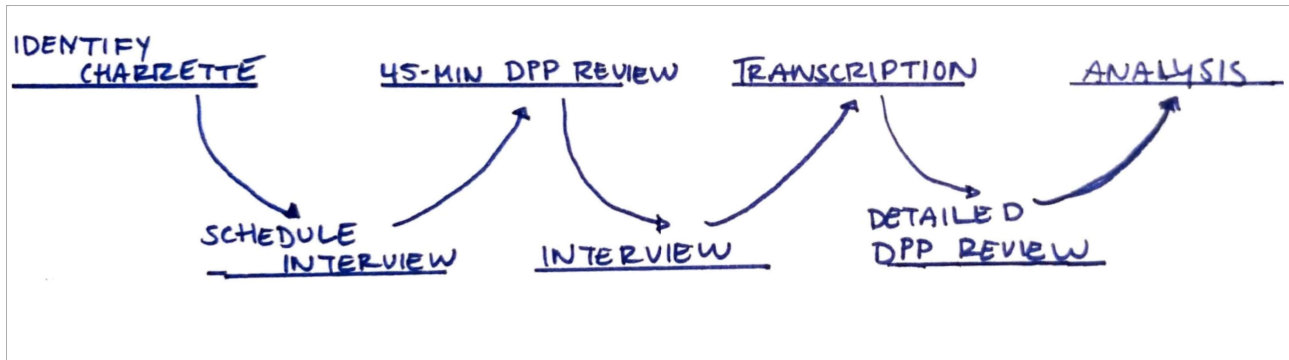 IDENTIFY
CHARRETTE
SCHEDULE
INTERVIEW
45-MIN DPP REVIEW
INTERVIEW
TRANSCRIPTION
DETAILED
DPP REVIEW
ANALYSIS